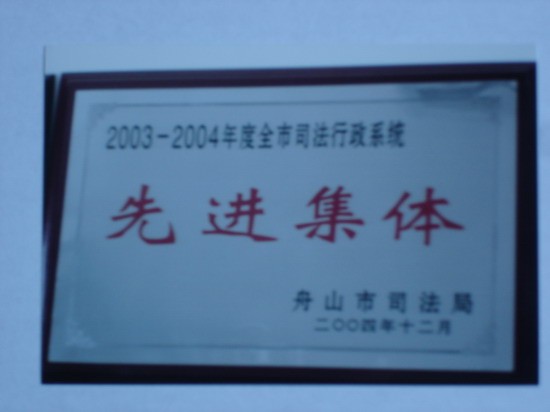 2003-2004年度全市司法行政系统
先进集体
舟山市司法局
二〇〇四年十二月